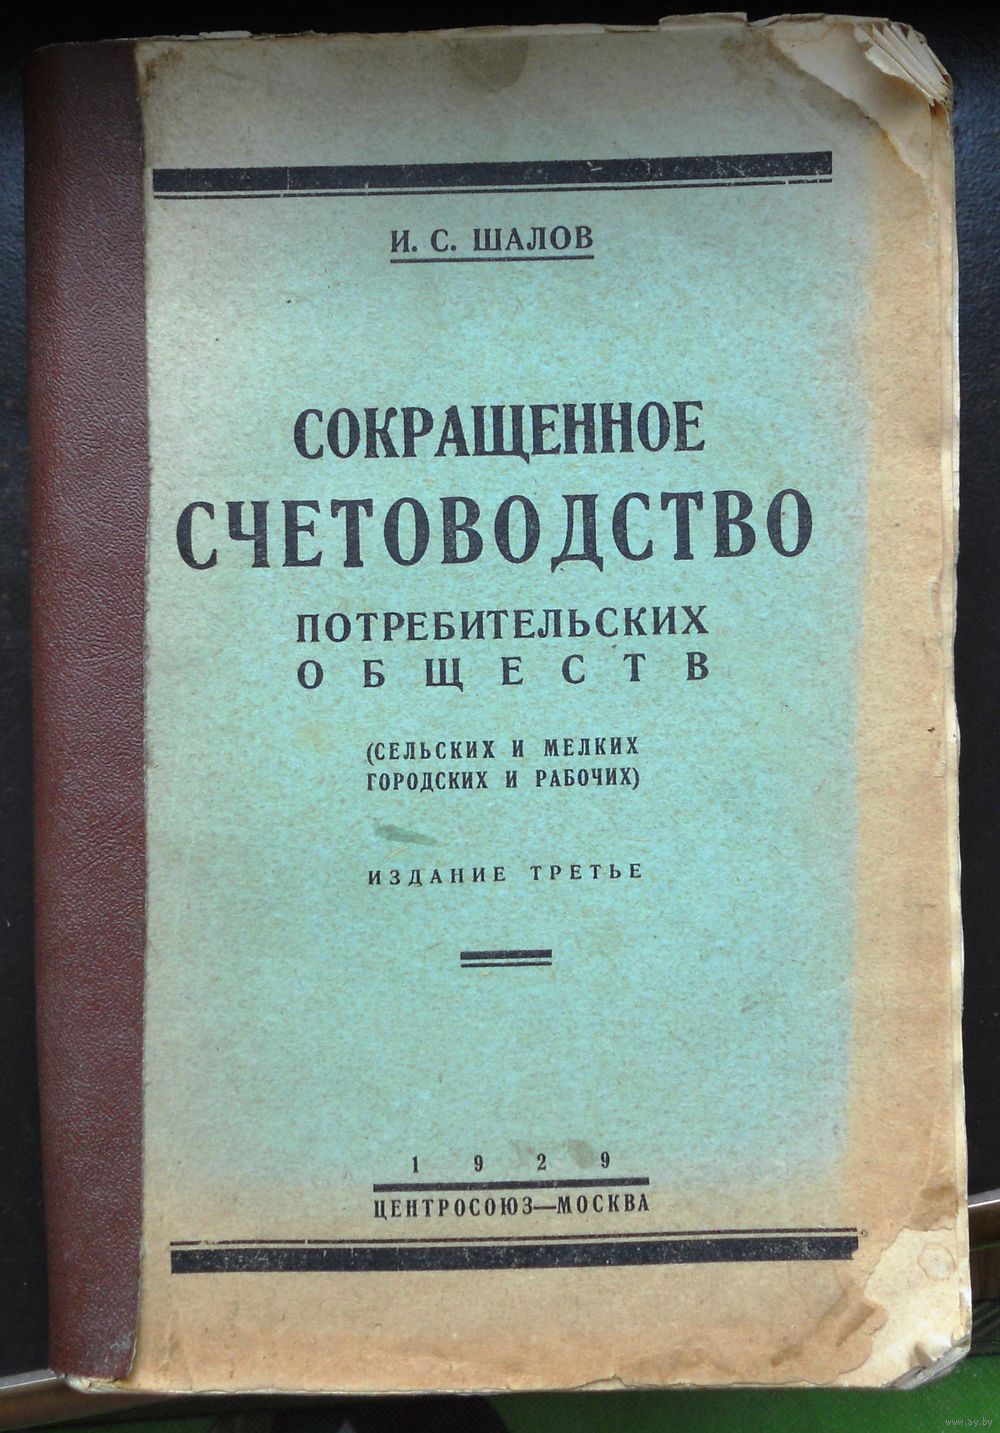 И. С. ШАЛОВ
СОКРАЩЕННОЕ
СЧЕТОВОДСТВО
ПОТРЕБИТЕЛЬСКИХ
ОБЩЕСТВ
(СЕЛЬСКИХ И МЕЛКИХ
ГОРОДСКИХ И РАБОЧИХ)
ИЗДАНИЕ ТРЕТЬЕ
1929
ЦЕНТРОСОЮЗ—МОСКВА
www.ay.by